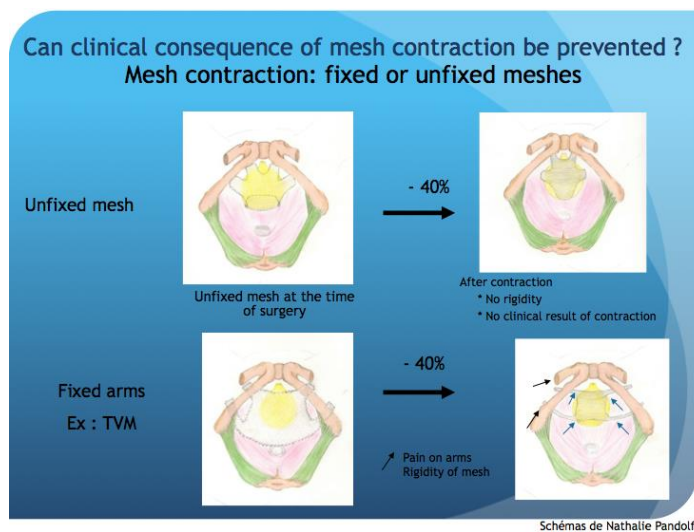 Can clinical consequence of mesh contraction be prevented ?
Mesh contraction: fixed or unfixed meshes
Unfixed mesh
- 40%
Unfixed mesh at the time
of surgery
After contraction
* No rigidity
* No clinical result of contraction
Fixed arms
Ex : TVM
- 40%
Pain on arms
Rigidity of mesh
Schémas de Nathalie Pandolf